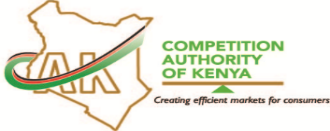 CAK
COMPETITION
AUTHORITY
OF KENYA
Creating efficient markets for consumers